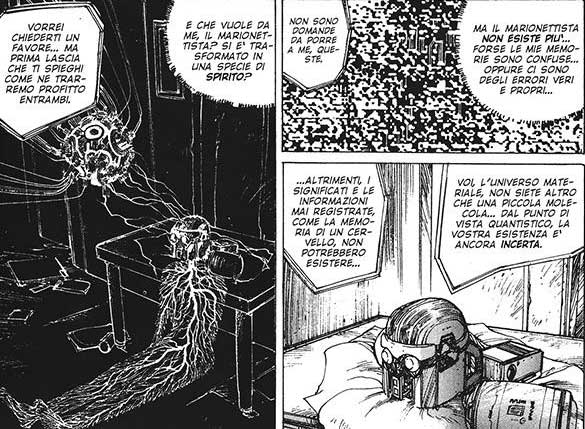 MA IL MARIONETTISTA
NON ESISTE PIU'...
FORSE LE MIE MEMO-
RIE SONO CONFUSE...
OPPURE CI SONO
DEGLI ERRORI VERI
E PROPRI...
NON SONO
DOMANDE
DA PORRE
A ME, QUE-
STE.
VOI, L'UNIVERSO MATE-
RIALE, NON SIETE ALTRO
CHE UNA PICCOLA MOLE-
COLA... DAL PUNTO DI
VISTA QUANTISTICO, LA
VOSTRA ESISTENZA E'
ANCORA INCERTA.
...ALTRIMENTI, I
SIGNIFICATI E LE
INFORMAZIONI
MAI REGISTRATE,
COME LA MEMO-
RIA DI UN CER-
VELLO, NON
POTREBBERO
ESISTERE...
E CHE VUOLE DA
ME, IL MARIONET-
TISTA? SI E' TRA-
SFORMATO IN
UNA SPECIE DI
SPIRITO?
VORREI
CHIEDERTI UN
FAVORE... MA
PRIMA LASCIA
CHE TI SPIEGHI
COME NE TRAR-
REMO PROFITTO
ENTRAMBI.